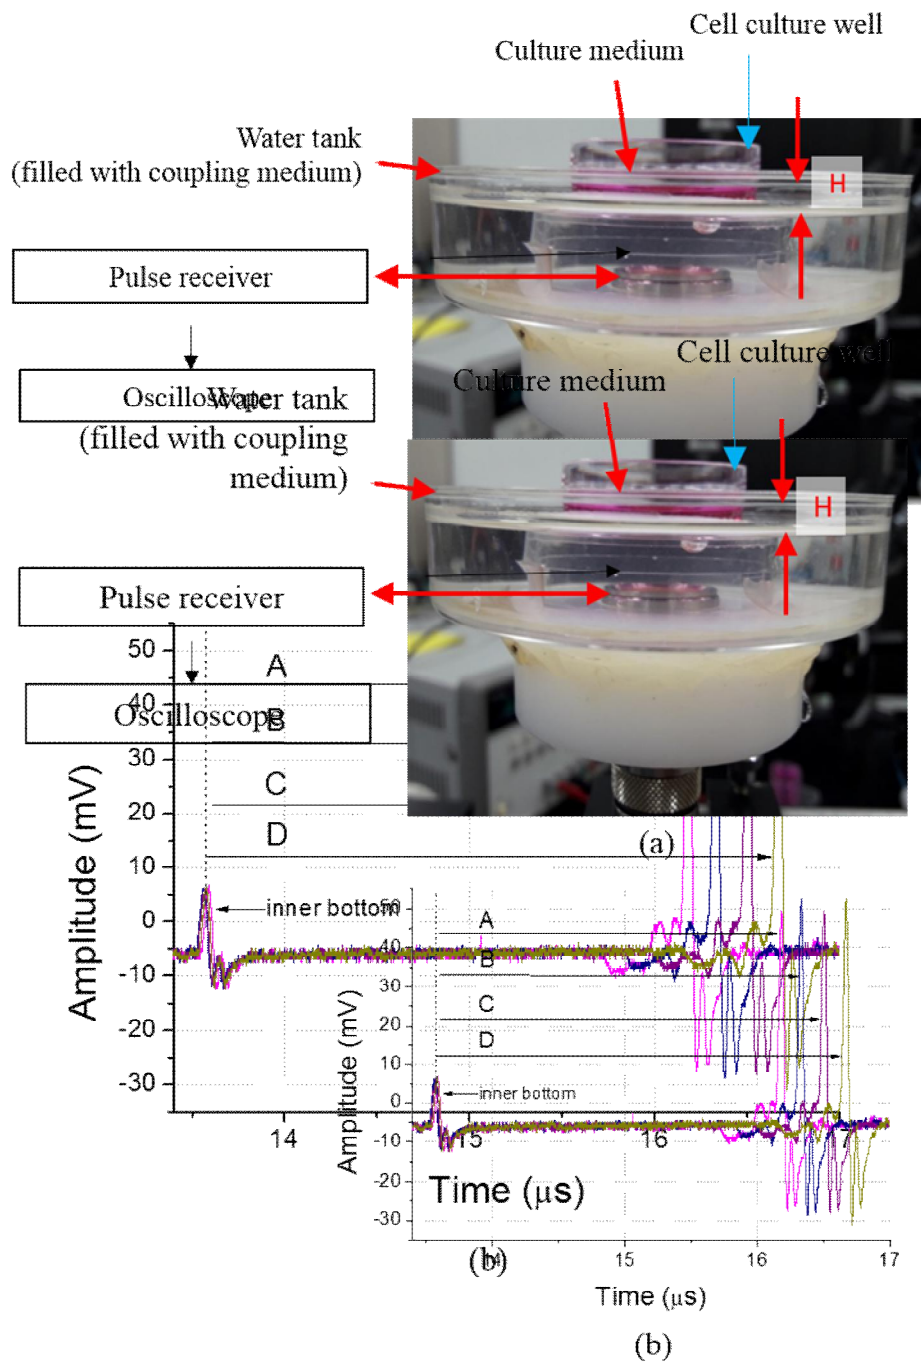 Cell culture well
Culture medium
Water tank
(filled with coupling medium)
H
Pulse receiver
Cell culture well
Culture medium
Oscilloscope
Water tank
(filled with coupling
medium)
H
Pulse receiver
Oscilloscope
(a)
50
40
30
20
10
0
-10
-20
-30
Amplitude (mV)
A
B
C
D
inner bottom
14
15
16
17
Time (μs)
(b)
50
40
30
20
10
0
-10
-20
-30
Amplitude (mV)
A
B
C
D
inner bottom
14
15
16
17
Time (μs)
(b)